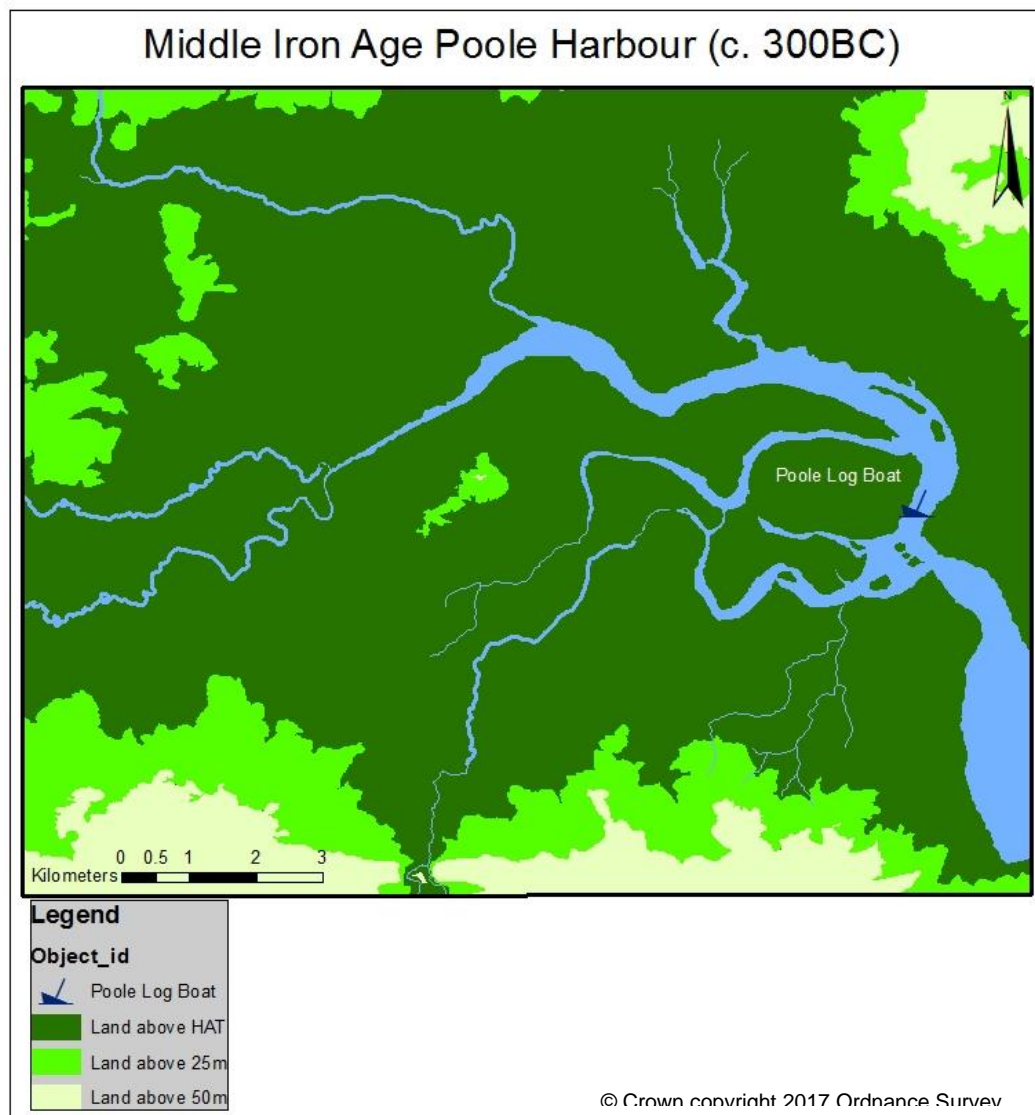 Middle Iron Age Poole Harbour (c. 300BC)
N
Poole Log Boat
0 0.5 1 2 3
Kilometers
Legend
Object_id
Poole Log Boat
Land above HAT
Land above 25m
Land above 50m
© Crown copyright 2017 Ordnance Survey